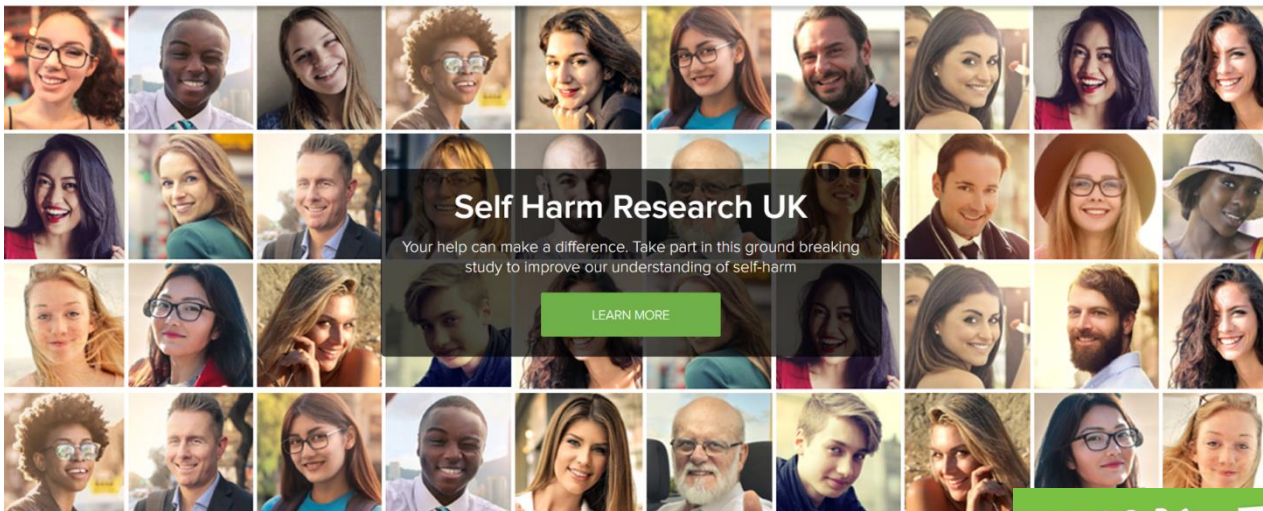 Self Harm Research UK
Your help can make a difference. Take part in this ground breaking
study to improve our understanding of self-harm
LEARN MORE